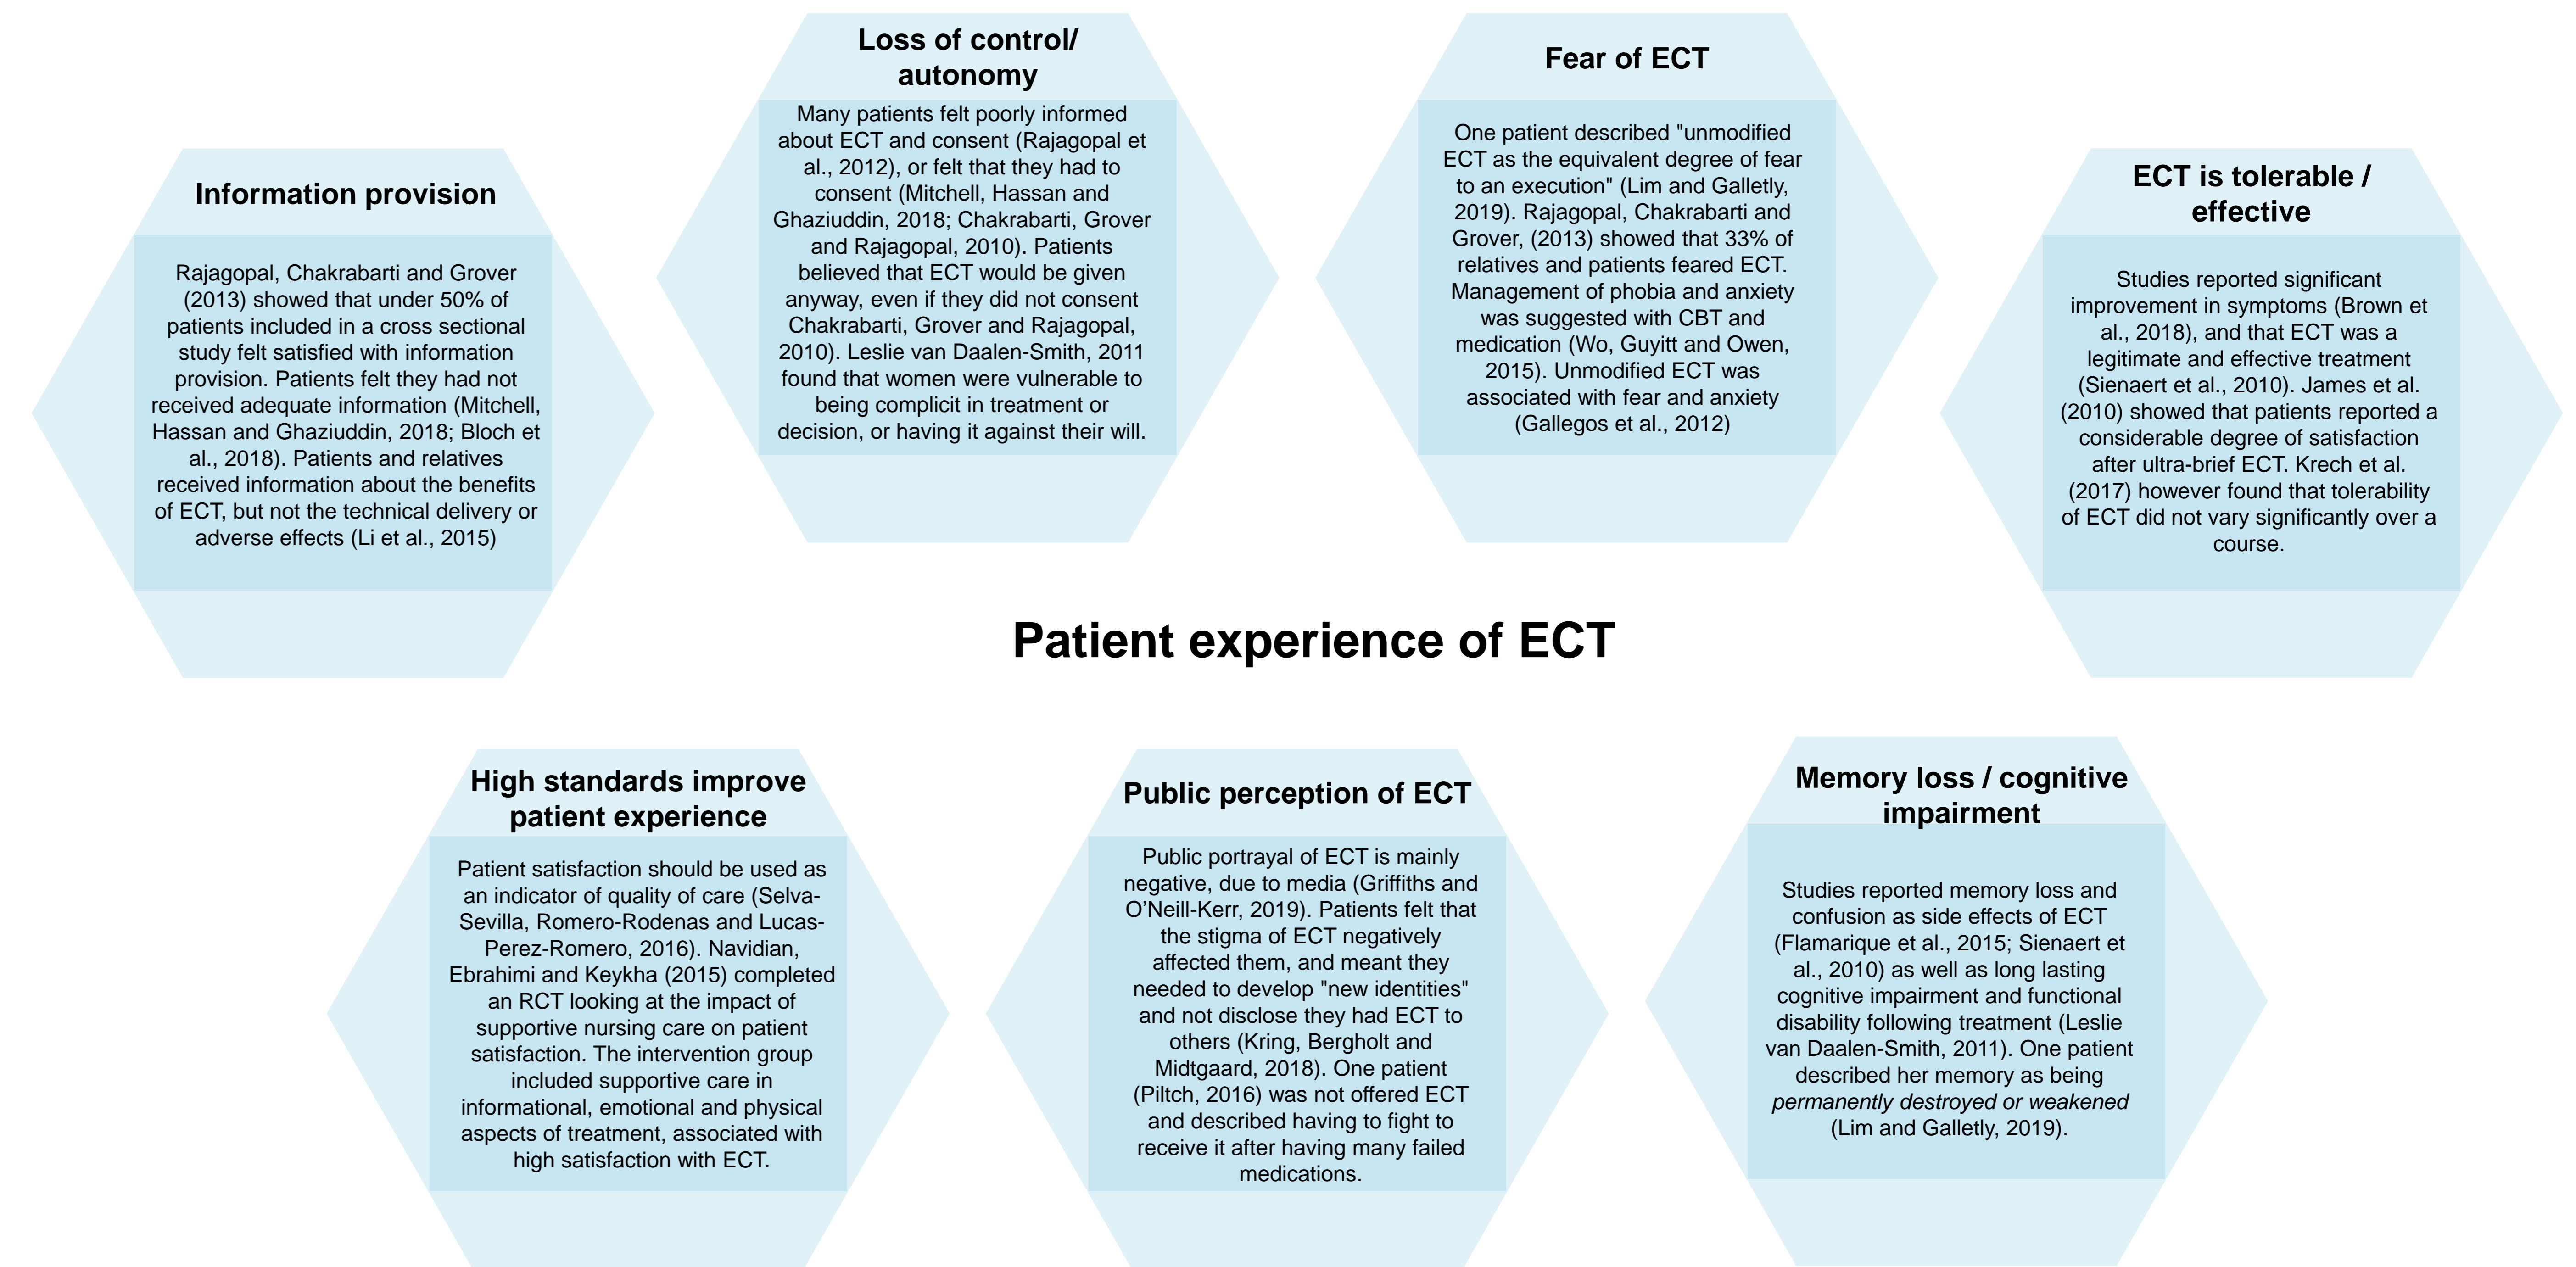 Information provision
Rajagopal, Chakrabarti and Grover
(2013) showed that under 50% of
patients included in a cross sectional
study felt satisfied with information
provision. Patients felt they had not
received adequate information (Mitchell,
Hassan and Ghaziuddin, 2018; Bloch et
al., 2018). Patients and relatives
received information about the benefits
of ECT, but not the technical delivery or
adverse effects (Li et al., 2015)
Loss of control/
autonomy
Many patients felt poorly informed
about ECT and consent (Rajagopal et
al., 2012), or felt that they had to
consent (Mitchell, Hassan and
Ghaziuddin, 2018; Chakrabarti, Grover
and Rajagopal, 2010). Patients
believed that ECT would be given
anyway, even if they did not consent
Chakrabarti, Grover and Rajagopal,
2010). Leslie van Daalen-Smith, 2011
found that women were vulnerable to
being complicit in treatment or
decision, or having it against their will.
Fear of ECT
One patient described "unmodified
ECT as the equivalent degree of fear
to an execution" (Lim and Galletly,
2019). Rajagopal, Chakrabarti and
Grover, (2013) showed that 33% of
relatives and patients feared ECT.
Management of phobia and anxiety
was suggested with CBT and
medication (Wo, Guyitt and Owen,
2015). Unmodified ECT was
associated with fear and anxiety
(Gallegos et al., 2012)
ECT is tolerable /
effective
Studies reported significant
improvement in symptoms (Brown et
al., 2018), and that ECT was a
legitimate and effective treatment
(Sienaert et al., 2010). James et al.
(2010) showed that patients reported a
considerable degree of satisfaction
after ultra-brief ECT. Krech et al.
(2017) however found that tolerability
of ECT did not vary significantly over a
course.
Patient experience of ECT
High standards improve
patient experience
Patient satisfaction should be used as
an indicator of quality of care (Selva-
Sevilla, Romero-Rodenas and Lucas-
Perez-Romero, 2016). Navidian,
Ebrahimi and Keykha (2015) completed
an RCT looking at the impact of
supportive nursing care on patient
satisfaction. The intervention group
included supportive care in
informational, emotional and physical
aspects of treatment, associated with
high satisfaction with ECT.
Public perception of ECT
Public portrayal of ECT is mainly
negative, due to media (Griffiths and
O’Neill-Kerr, 2019). Patients felt that
the stigma of ECT negatively
affected them, and meant they
needed to develop "new identities"
and not disclose they had ECT to
others (Kring, Bergholt and
Midtgaard, 2018). One patient
(Piltch, 2016) was not offered ECT
and described having to fight to
receive it after having many failed
medications.
Memory loss / cognitive
impairment
Studies reported memory loss and
confusion as side effects of ECT
(Flamarique et al., 2015; Sienaert et
al., 2010) as well as long lasting
cognitive impairment and functional
disability following treatment (Leslie
van Daalen-Smith, 2011). One patient
described her memory as being
permanently destroyed or weakened
(Lim and Galletly, 2019).